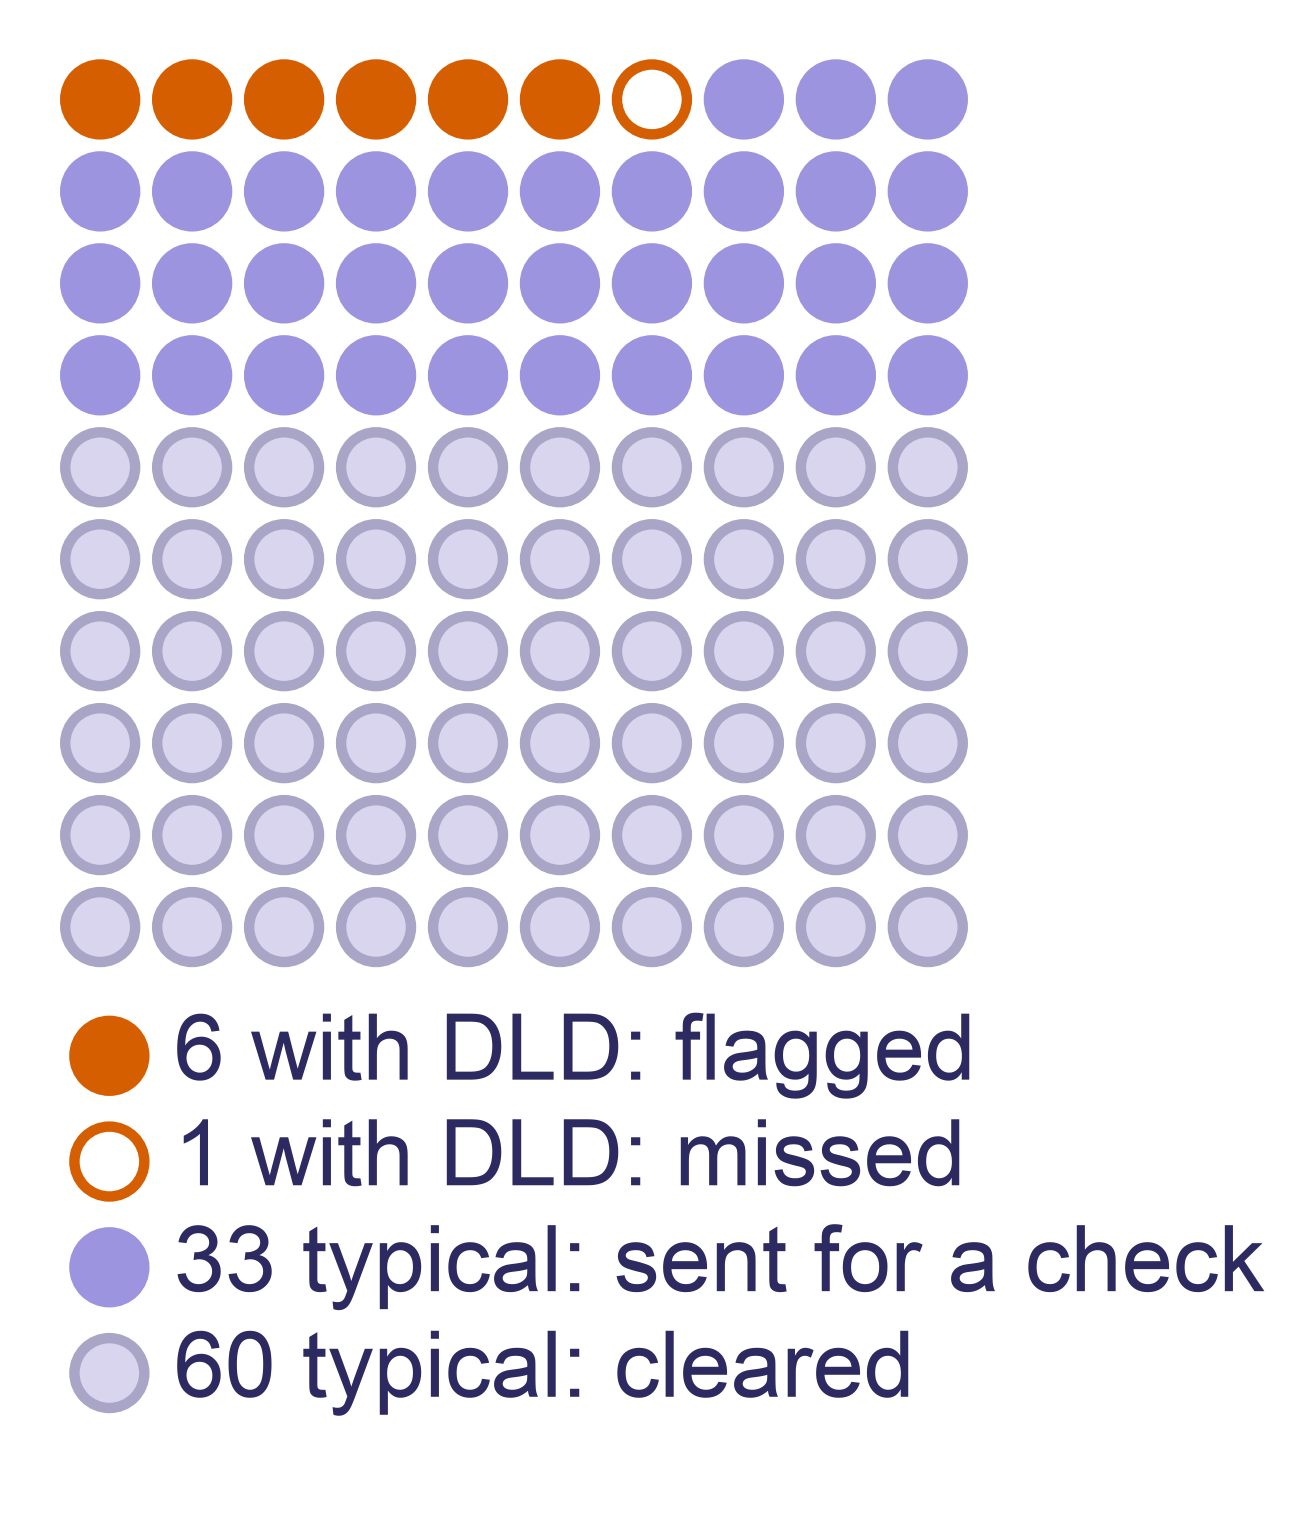 6 with DLD: flagged
1 with DLD: missed
33 typical: sent for a check
60 typical: cleared